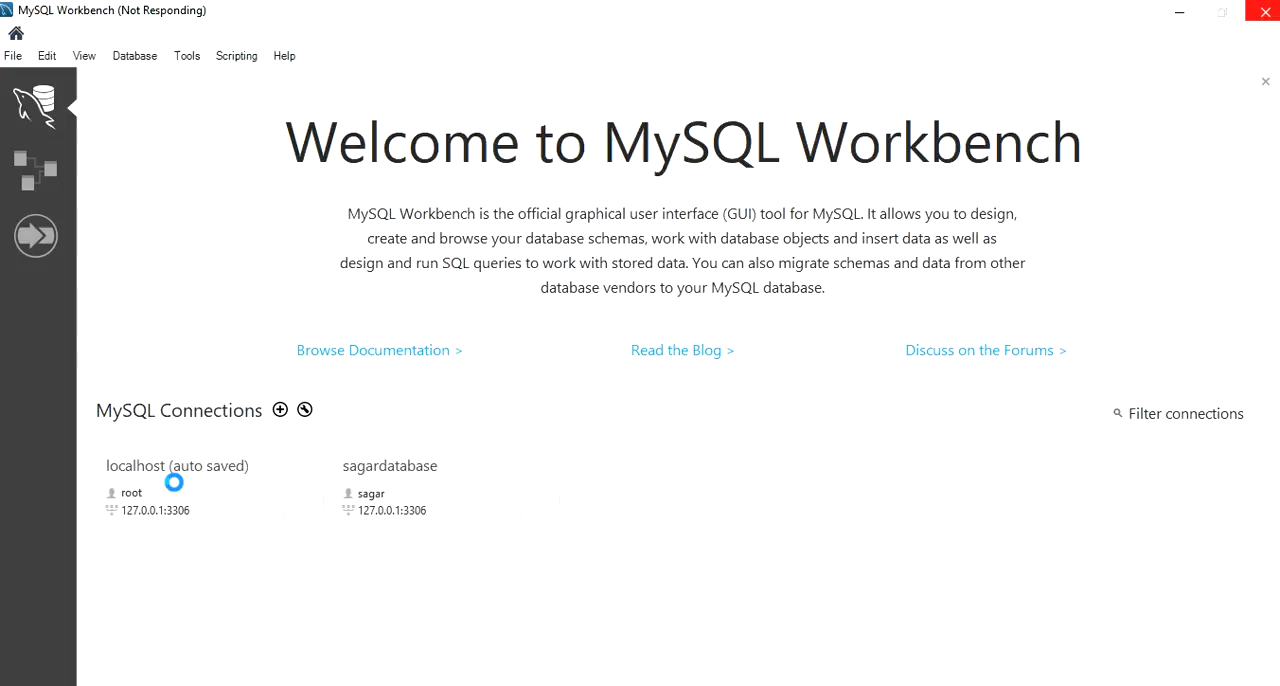 MySQL Workbench (Not Responding)
File Edit View Database Tools Scripting Help
Welcome to MySQL Workbench
MySQL Workbench is the official graphical user interface (GUI) tool for MySQL. It allows you to design,
create and browse your database schemas, work with database objects and insert data as well as
design and run SQL queries to work with stored data. You can also migrate schemas and data from other
database vendors to your MySQL database.
Browse Documentation > Read the Blog > Discuss on the Forums >
MySQL Connections Filter connections
localhost (auto saved) sagardatabase
root sagar
127.0.0.1:3306 127.0.0.1:3306